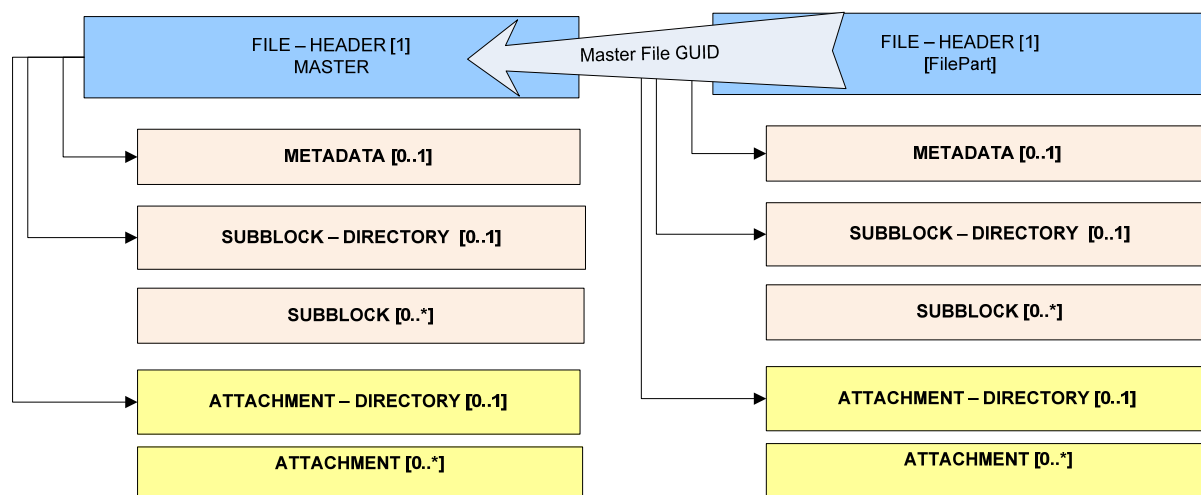 FILE – HEADER [1]
MASTER
Master File GUID
FILE – HEADER [1]
[FilePart]
METADATA [0..1]
METADATA [0..1]
SUBBLOCK – DIRECTORY [0..1]
SUBBLOCK – DIRECTORY [0..1]
SUBBLOCK [0..*]
SUBBLOCK [0..*]
ATTACHMENT – DIRECTORY [0..1]
ATTACHMENT – DIRECTORY [0..1]
ATTACHMENT [0..*]
ATTACHMENT [0..*]